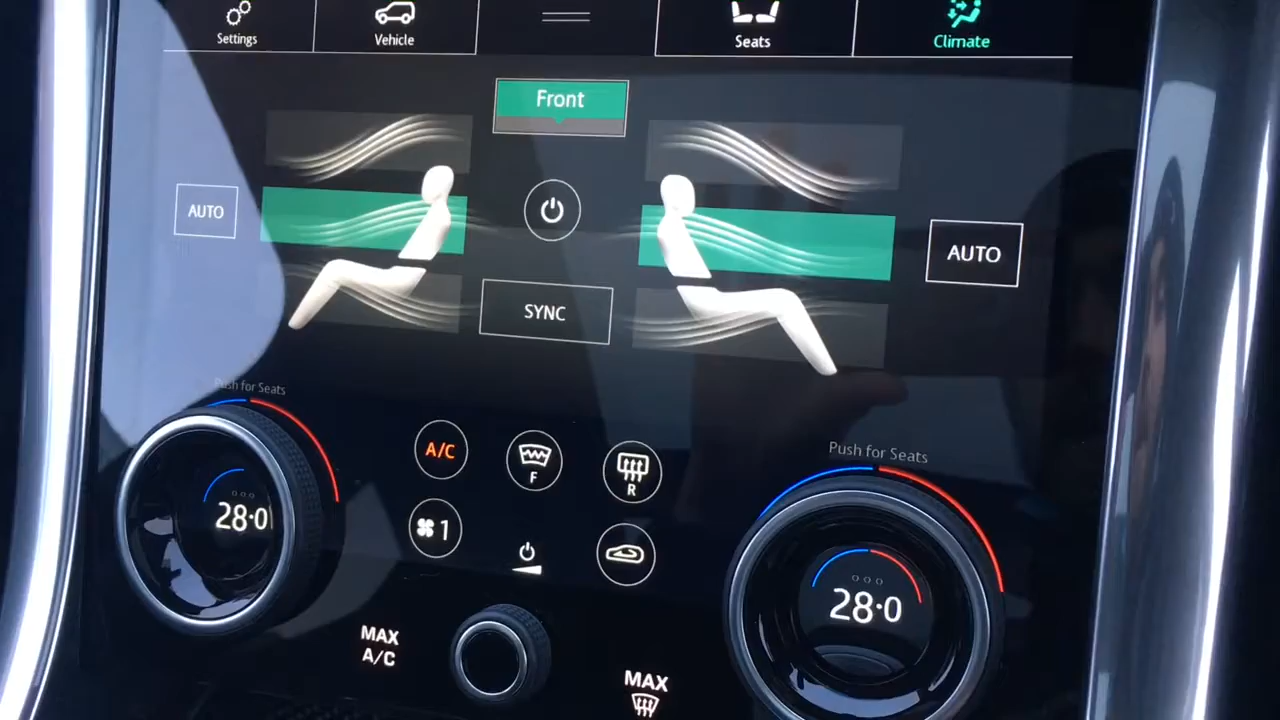 Settings
Vehicle
Seats
Climate
Front
AUTO
AUTO
SYNC
Push for Seats
Push for Seats
A/C
F
R
28·0
1
28·0
MAX
A/C
MAX